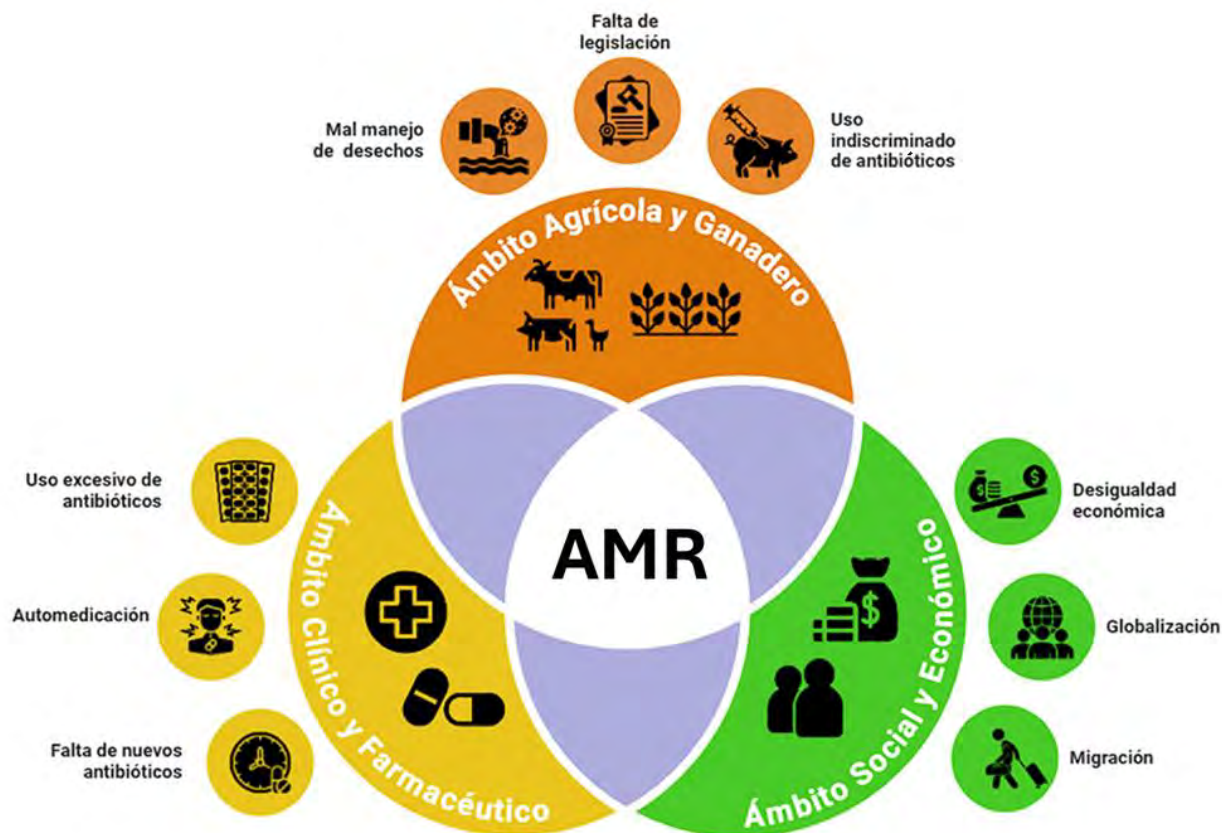 Falta de
legislación
Mal manejo
de desechos
Uso
indiscriminado
de antibióticos
Ámbito Agrícola y Ganadero
Uso excesivo de
antibióticos
Automedicación
Falta de nuevos
antibióticos
Ámbito Clínico y Farmacéutico
AMR
Ámbito Social y Económico
Desigualdad
económica
Globalización
Migración